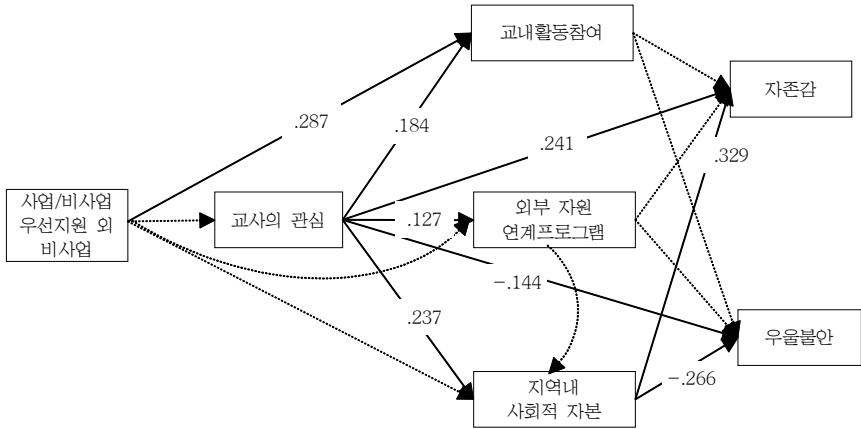 교내활동참여
자존감
.287
.184
.241
.329
사업/비사업
우선지원 외
비사업
교사의 관심
.127
외부 자원
연계프로그램
-.144
.237
우울불안
-.266
지역내
사회적 자본